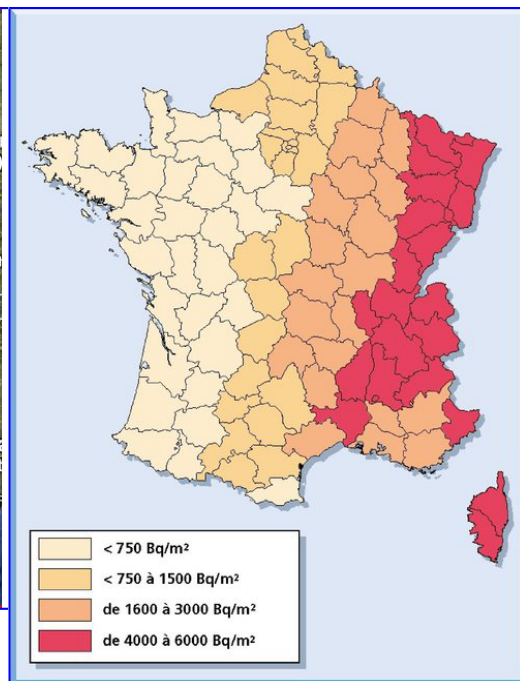 < 750 Bq/m²
< 750 à 1500 Bq/m²
de 1600 à 3000 Bq/m²
de 4000 à 6000 Bq/m²